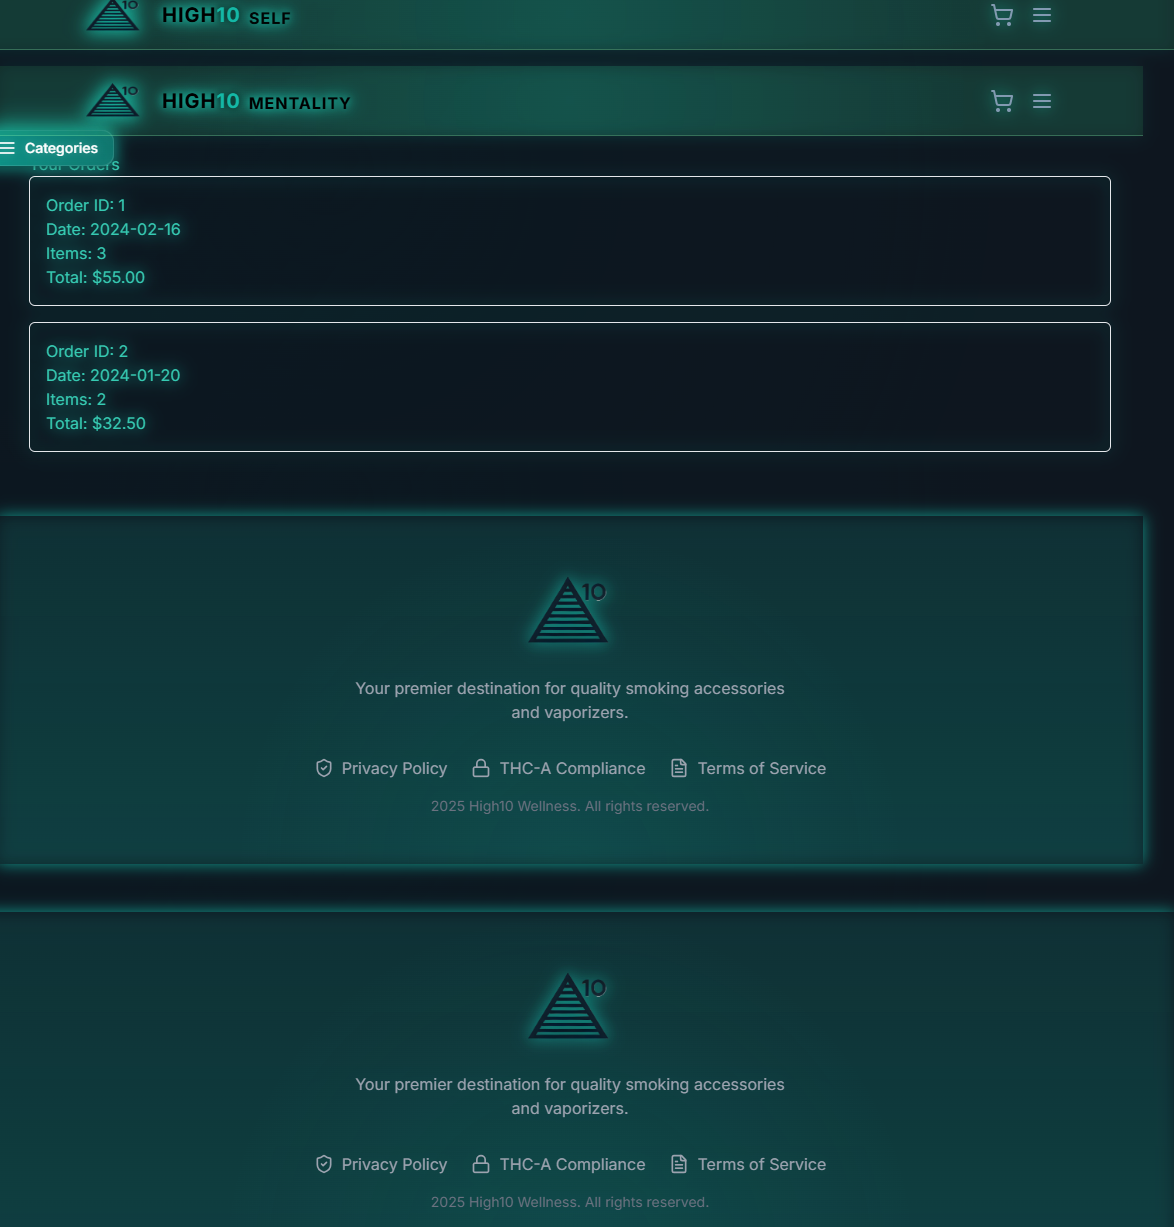 10
HIGH10 SELF
10
HIGH10 MENTALITY
Categories
Your Orders
Order ID: 1
Date: 2024-02-16
Items: 3
Total: $55.00
Order ID: 2
Date: 2024-01-20
Items: 2
Total: $32.50
10
Your premier destination for quality smoking accessories
and vaporizers.
Privacy Policy THC-A Compliance Terms of Service
2025 High10 Wellness. All rights reserved.
10
Your premier destination for quality smoking accessories
and vaporizers.
Privacy Policy THC-A Compliance Terms of Service
2025 High10 Wellness. All rights reserved.